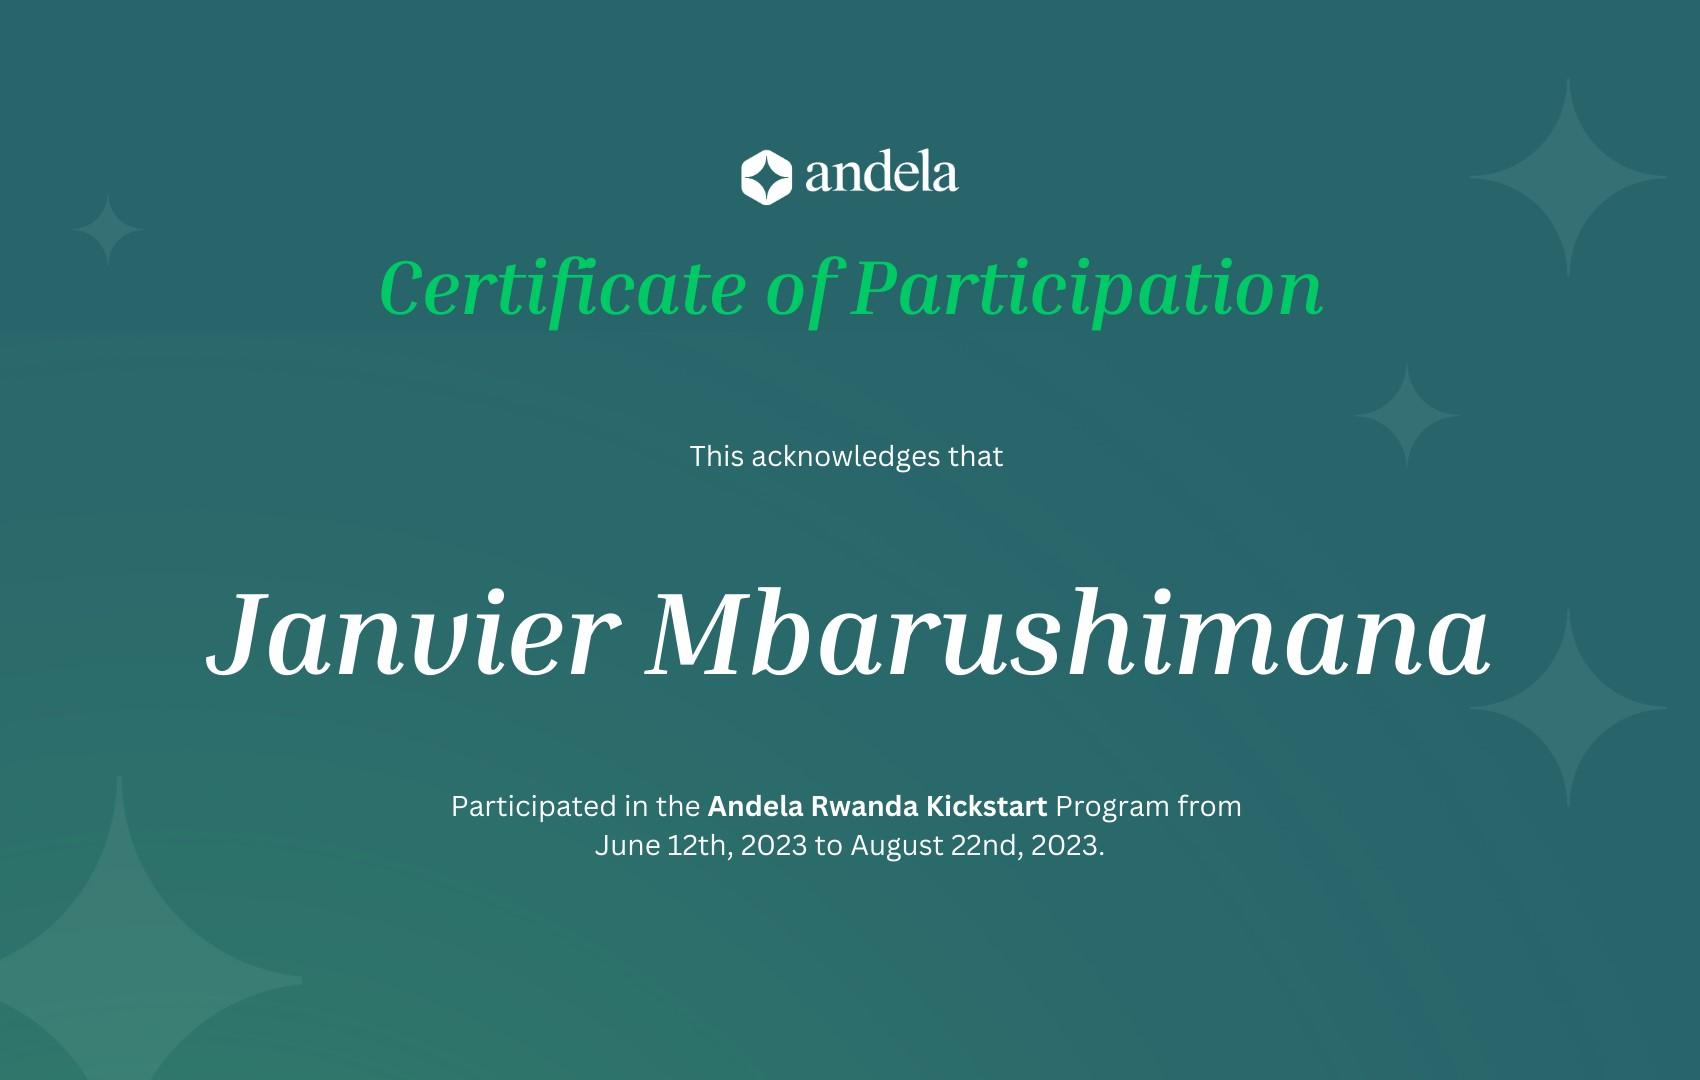 andela
Certificate of Participation
This acknowledges that
Janvier Mbarushimana
Participated in the Andela Rwanda Kickstart Program from
June 12th, 2023 to August 22nd, 2023.